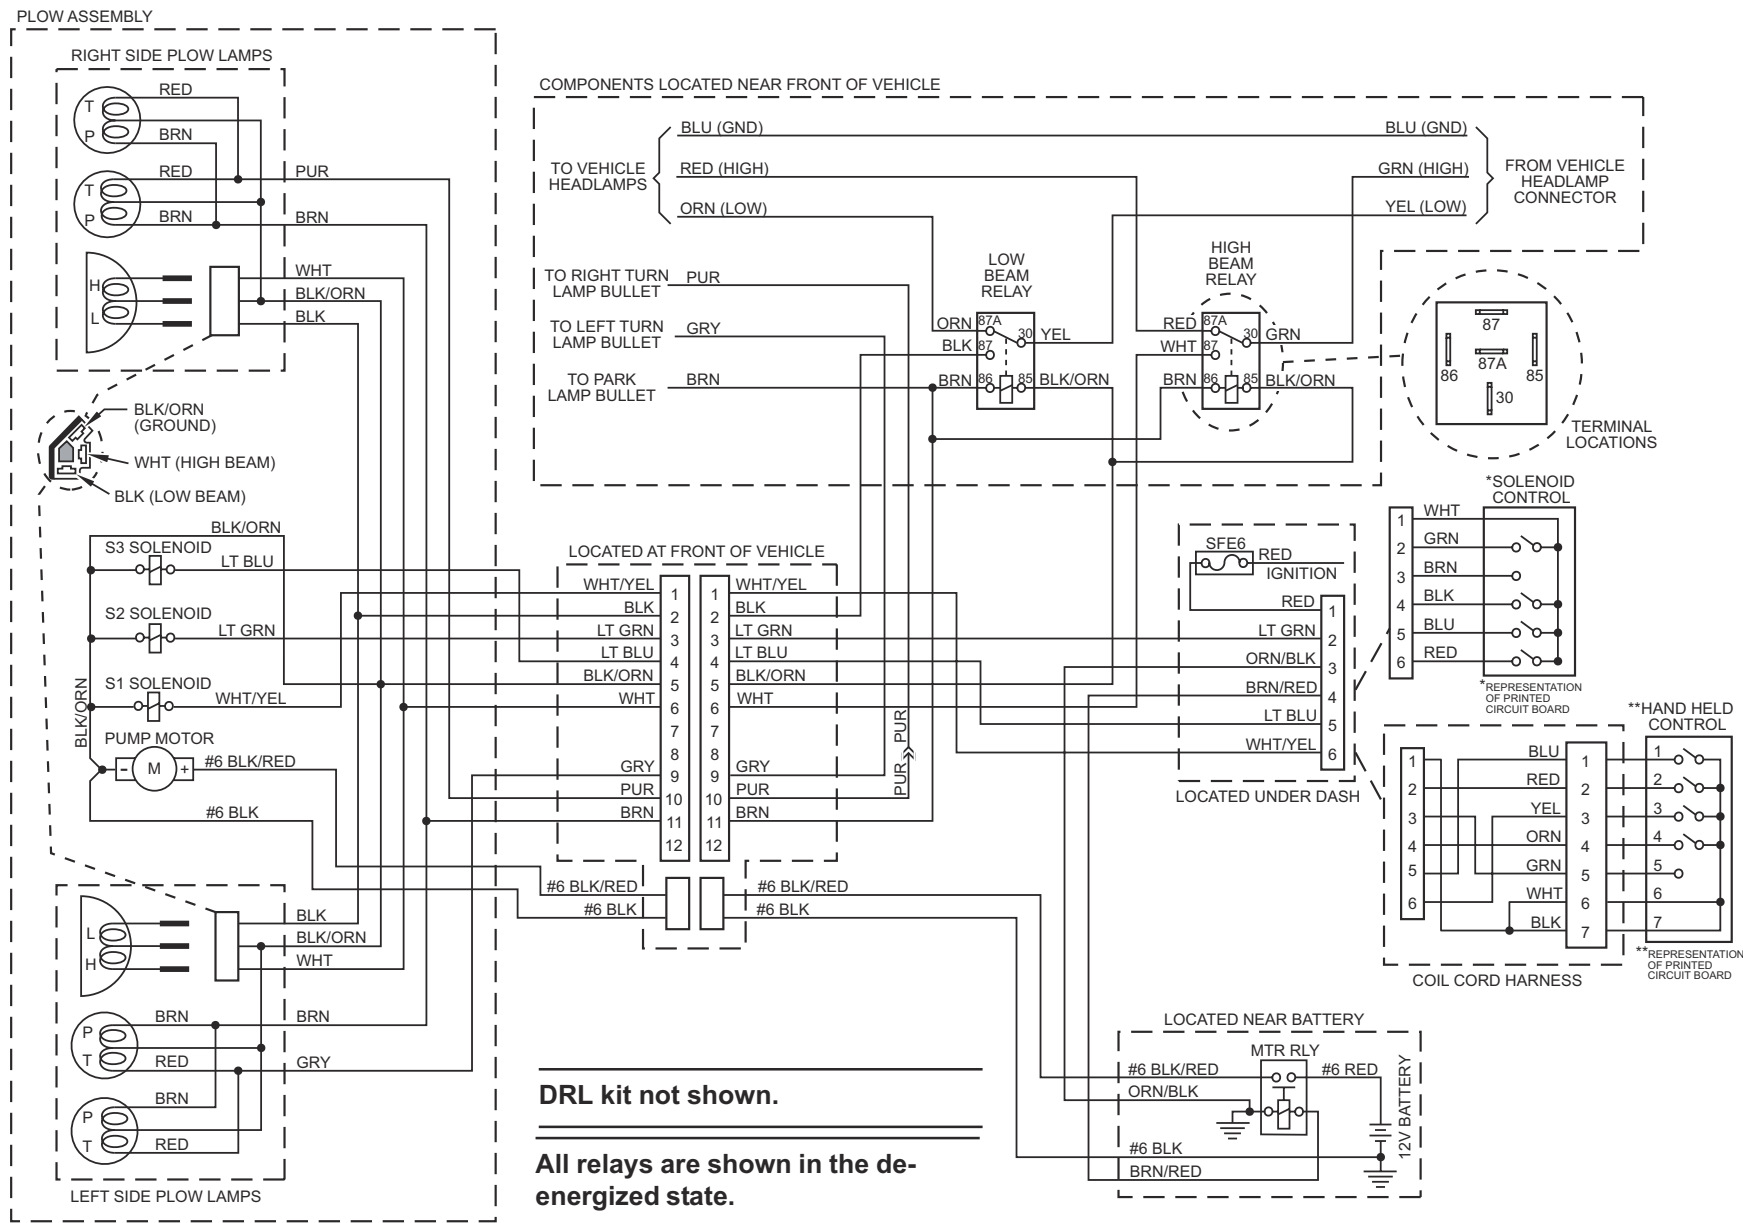 PLOW ASSEMBLY
RIGHT SIDE PLOW LAMPS
T
P
RED
BRN
T
P
RED
BRN
PUR
BRN
H
L
WHT
BLK/ORN
BLK
BLK/ORN
(GROUND)
WHT (HIGH BEAM)
BLK (LOW BEAM)
BLK/ORN
S3 SOLENOID
LT BLU
S2 SOLENOID
LT GRN
S1 SOLENOID
WHT/YEL
BLK/ORN
PUMP MOTOR
-
M
+
#6 BLK/RED
#6 BLK
L
H
BLK
BLK/ORN
WHT
P
T
BRN
RED
BRN
GRY
P
T
BRN
RED
LEFT SIDE PLOW LAMPS
COMPONENTS LOCATED NEAR FRONT OF VEHICLE
TO VEHICLE
HEADLAMPS
BLU (GND)
RED (HIGH)
ORN (LOW)
BLU (GND)
GRN (HIGH)
YEL (LOW)
FROM VEHICLE
HEADLAMP
CONNECTOR
TO RIGHT TURN
LAMP BULLET
PUR
TO LEFT TURN
LAMP BULLET
GRY
TO PARK
LAMP BULLET
BRN
LOW
BEAM
RELAY
ORN
BLK
BRN
87A
87
86
30
85
YEL
BLK/ORN
HIGH
BEAM
RELAY
RED
WHT
BRN
87A
87
86
30
85
GRN
BLK/ORN
87
87A
86
85
30
TERMINAL
LOCATIONS
LOCATED AT FRONT OF VEHICLE
WHT/YEL 1 1 WHT/YEL
BLK 2 2 BLK
LT GRN 3 3 LT GRN
LT BLU 4 4 LT BLU
BLK/ORN 5 5 BLK/ORN
WHT 6 6 WHT
7 7
8 8
GRY 9 9 GRY
PUR 10 10 PUR
BRN 11 11 BRN
12 12
PUR
PUR
#6 BLK/RED
#6 BLK
#6 BLK/RED
#6 BLK
SFE6
RED
IGNITION
RED 1
LT GRN 2
ORN/BLK 3
BRN/RED 4
LT BLU 5
WHT/YEL 6
LOCATED UNDER DASH
*SOLENOID
CONTROL
1 WHT
2 GRN
3 BRN
4 BLK
5 BLU
6 RED
*REPRESENTATION
OF PRINTED
CIRCUIT BOARD
**HAND HELD
CONTROL
1
2
3
4
5
6
BLU 1 1
RED 2 2
YEL 3 3
ORN 4 4
GRN 5 5
WHT 6 6
BLK 7 7
**REPRESENTATION
OF PRINTED
CIRCUIT BOARD
COIL CORD HARNESS
LOCATED NEAR BATTERY
MTR RLY
#6 BLK/RED
ORN/BLK
#6 RED
12V BATTERY
#6 BLK
BRN/RED
DRL kit not shown.
All relays are shown in the de-
energized state.